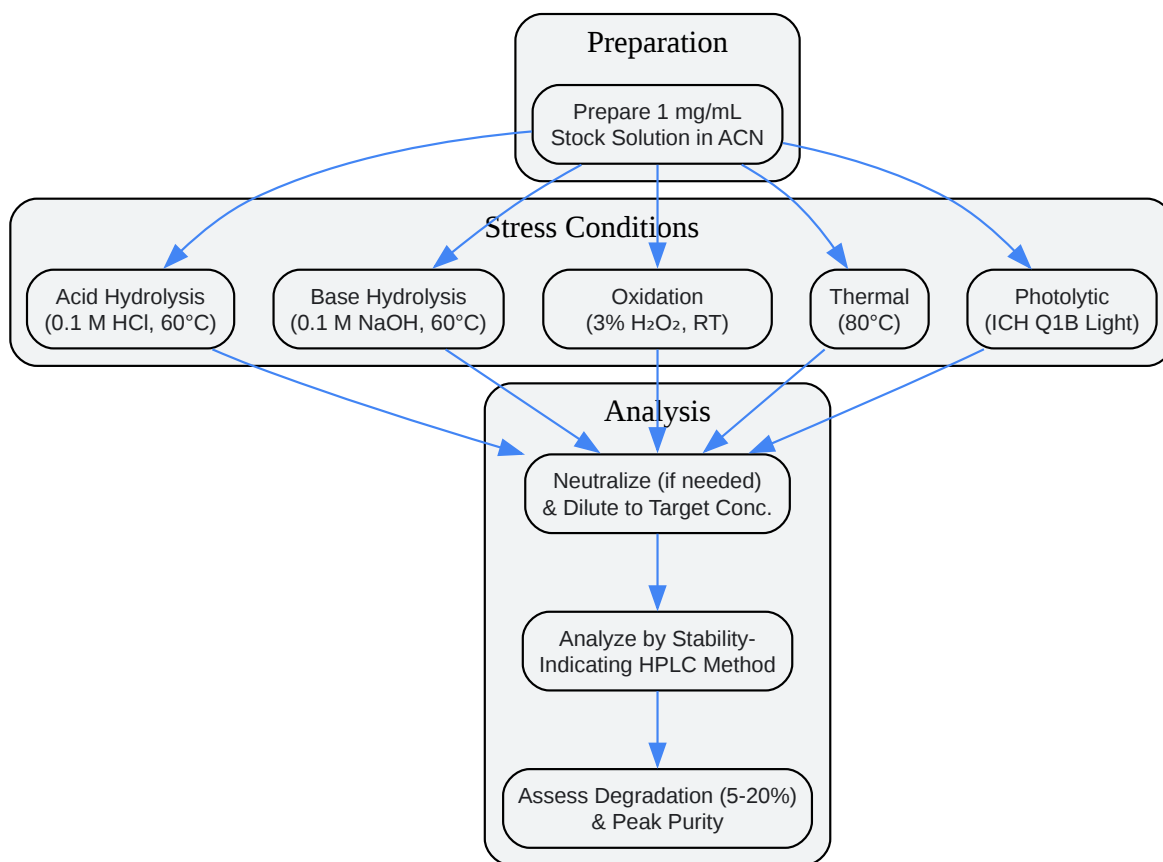 Preparation
Prepare 1 mg/mL
Stock Solution in ACN
Stress Conditions
Acid Hydrolysis
(0.1 M HCl, 60°C)
Base Hydrolysis
(0.1 M NaOH, 60°C)
Oxidation
(3% H₂O₂, RT)
Thermal
(80°C)
Photolytic
(ICH Q1B Light)
Analysis
Neutralize (if needed)
& Dilute to Target Conc.
Analyze by Stability-
Indicating HPLC Method
Assess Degradation (5-20%)
& Peak Purity